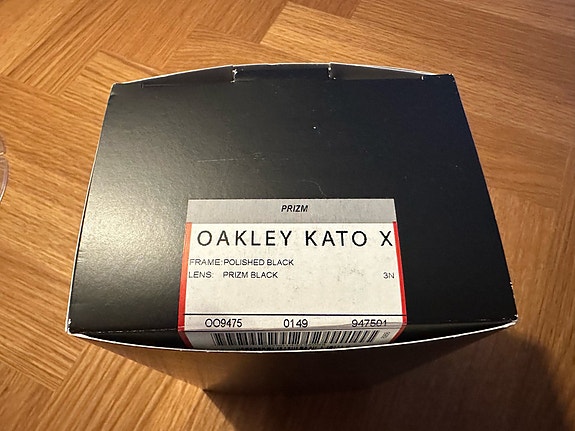 PRIZM
OAKLEY KATO X
FRAME: POLISHED BLACK
LENS: PRIZM BLACK 3N
OO9475 0149 947501